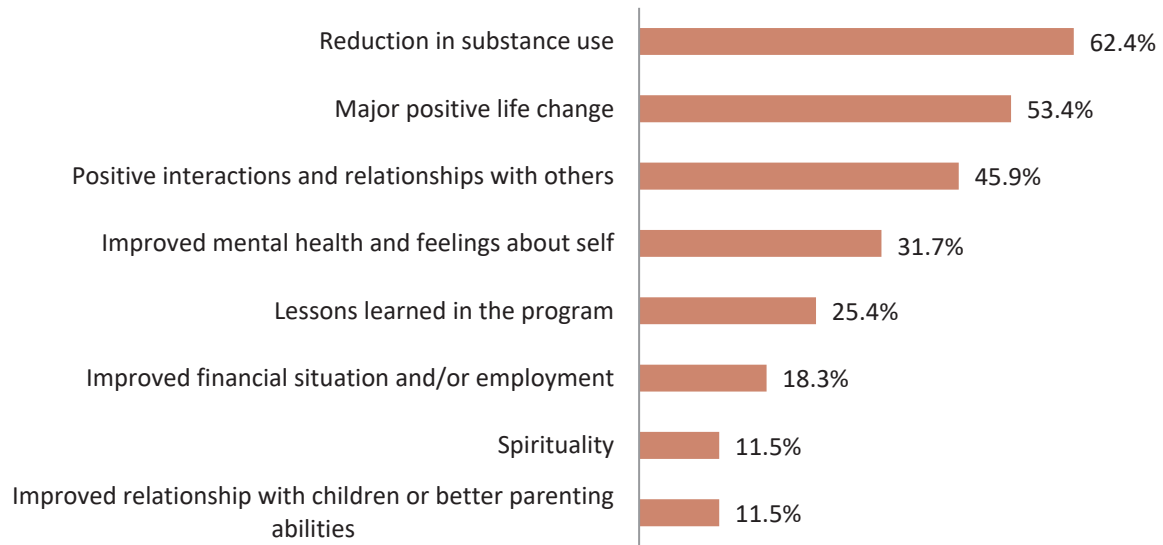 Reduction in substance use 62.4%
Major positive life change 53.4%
Positive interactions and relationships with others 45.9%
Improved mental health and feelings about self 31.7%
Lessons learned in the program 25.4%
Improved financial situation and/or employment 18.3%
Spirituality 11.5%
Improved relationship with children or better parenting
abilities 11.5%